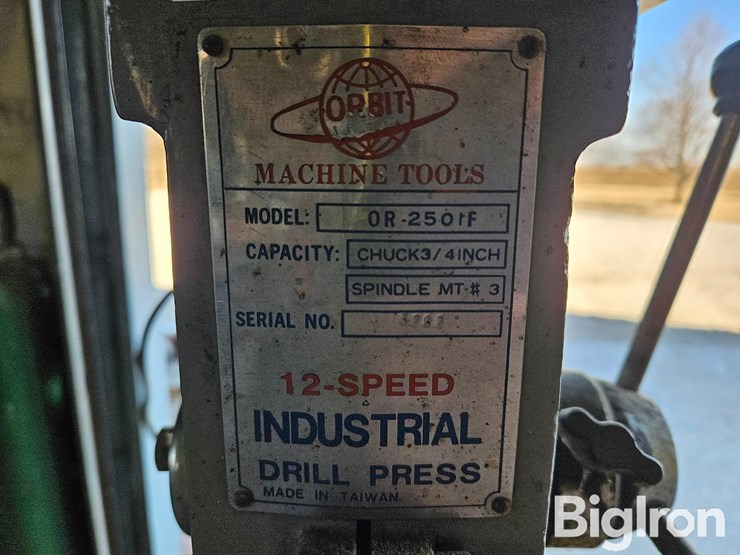 ORBIT
MACHINE TOOLS
MODEL: OR-2501F
CAPACITY: CHUCK3/4INCH
SPINDLE MT # 3
SERIAL NO.
12-SPEED
INDUSTRIAL
DRILL PRESS
MADE IN TAIWAN.
BigIron